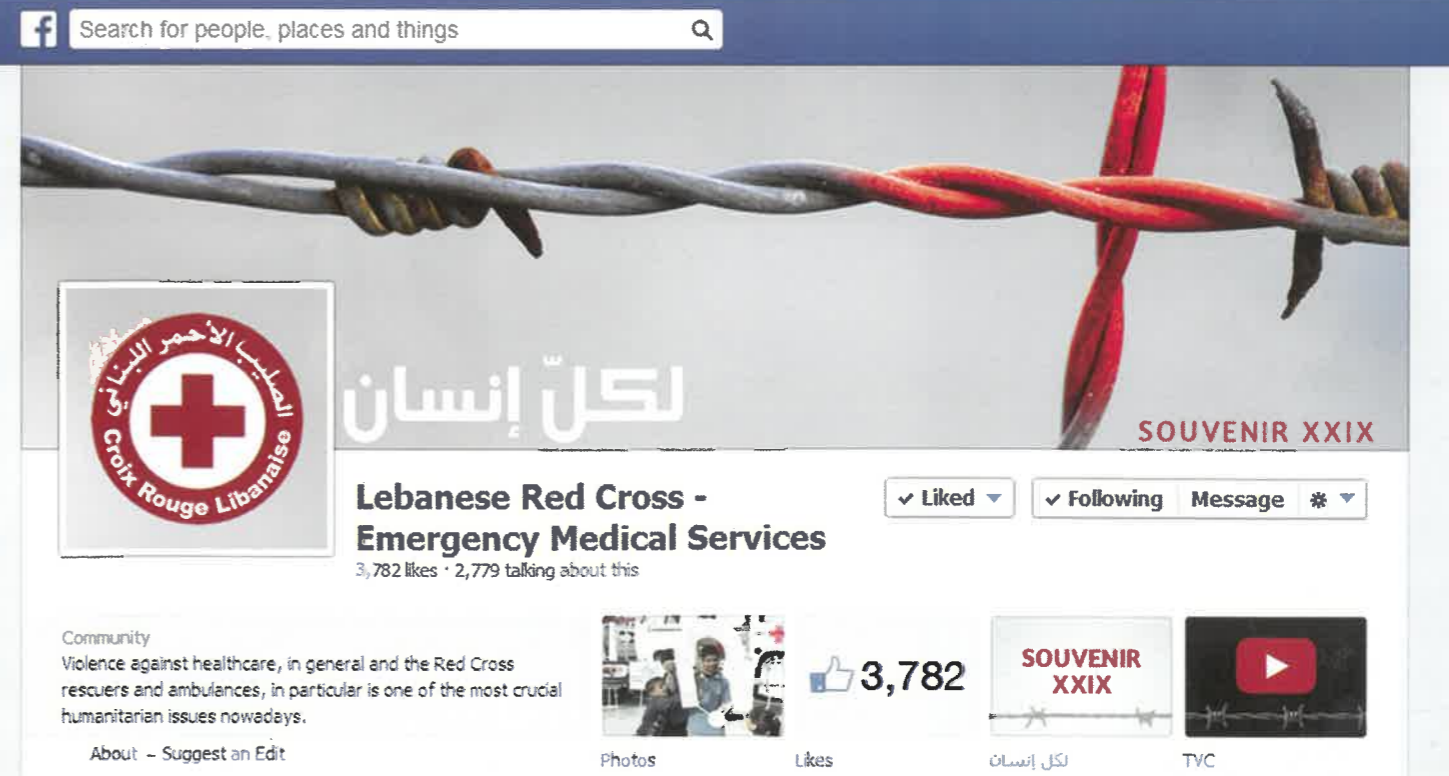 f
Search for people, places and things
لكلّ إنسان
SOUVENIR XXIX
الصليب الأحمر اللبناني
Croix Rouge Libanaise
Lebanese Red Cross -
Emergency Medical Services
Liked
Following
Message
3,782 likes · 2,779 talking about this
Community
Violence against healthcare, in general and the Red Cross
rescuers and ambulances, in particular is one of the most crucial
humanitarian issues nowadays.
About – Suggest an Edit
3,782
SOUVENIR
XXIX
Photos
Likes
لكل إنسان
TVC